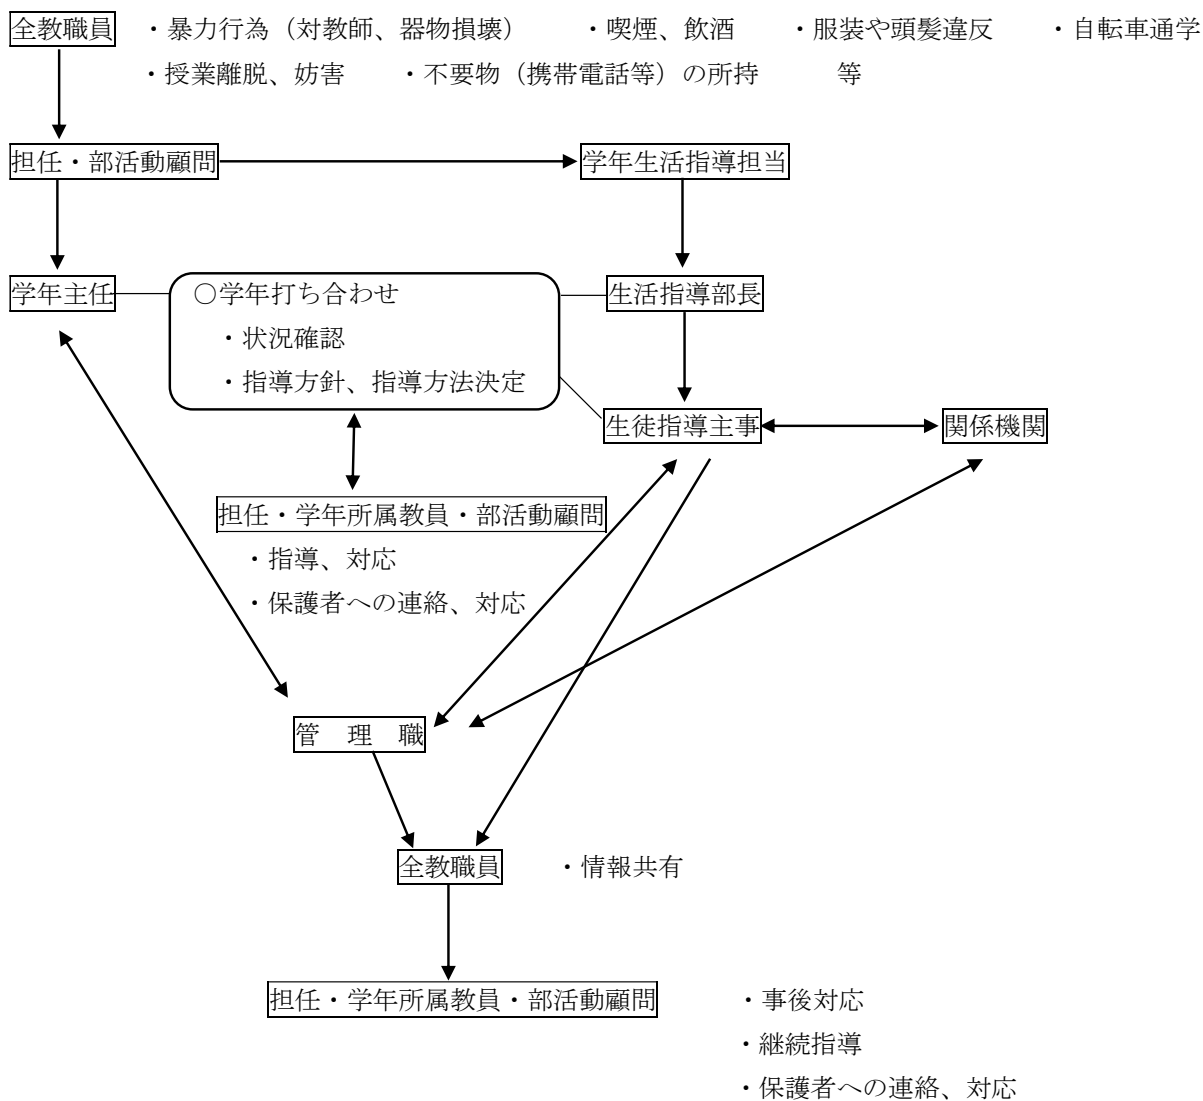 全教職員 ・暴力行為（対教師、器物損壊） ・喫煙、飲酒 ・服装や頭髪違反 ・自転車通学
・授業離脱、妨害 ・不要物（携帯電話等）の所持 等
担任・部活動顧問 学年生活指導担当
学年主任 ○学年打ち合わせ 生活指導部長
・状況確認
・指導方針、指導方法決定
生徒指導主事 関係機関
担任・学年所属教員・部活動顧問
・指導、対応
・保護者への連絡、対応
管 理 職
全教職員 ・情報共有
担任・学年所属教員・部活動顧問 ・事後対応
・継続指導
・保護者への連絡、対応